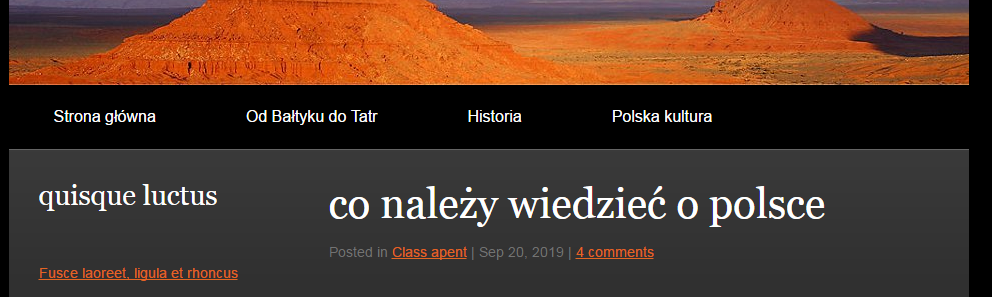 Strona główna Od Bałtyku do Tatr Historia Polska kultura
quisque luctus
Fusce laoreet, ligula et rhoncus
co należy wiedzieć o polsce
Posted in Class apent | Sep 20, 2019 | 4 comments